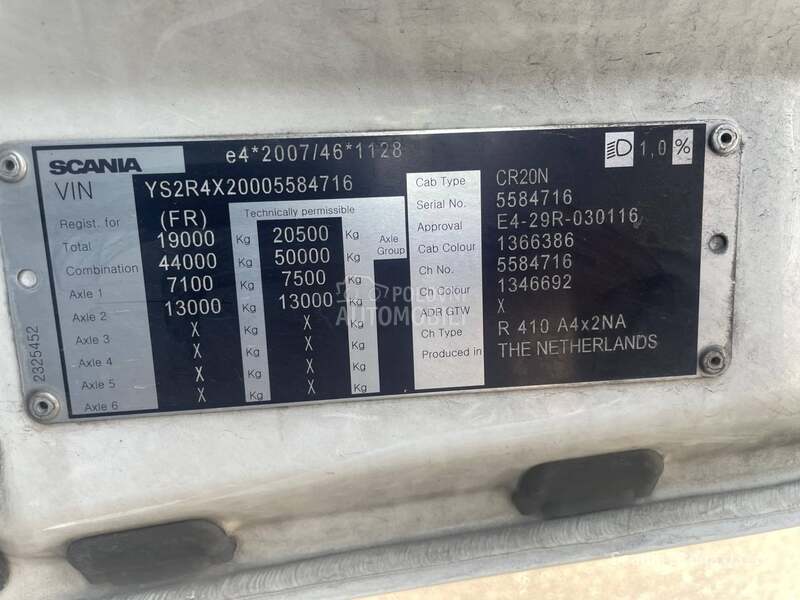 SCANIA e4*2007/46*1128 1,0 %
VIN YS2R4X20005584716
Regist. for (FR) Technically permissible
Total 19000 Kg 20500 Kg Axle Group
Combination 44000 Kg 50000 Kg
Axle 1 7100 Kg 7500 Kg
Axle 2 13000 Kg 13000 Kg
Axle 3 X Kg X Kg
Axle 4 X Kg X Kg
Axle 5 X Kg X Kg
Axle 6 X Kg X Kg
Cab Type CR20N
Serial No. 5584716
Approval E4-29R-030116
Cab Colour 1366386
Ch No. 5584716
Ch Colour 1346692
ADR GTW X
Ch Type R 410 A4x2NA
Produced in THE NETHERLANDS
2325452
POLOVNI
AUTOMOBILI